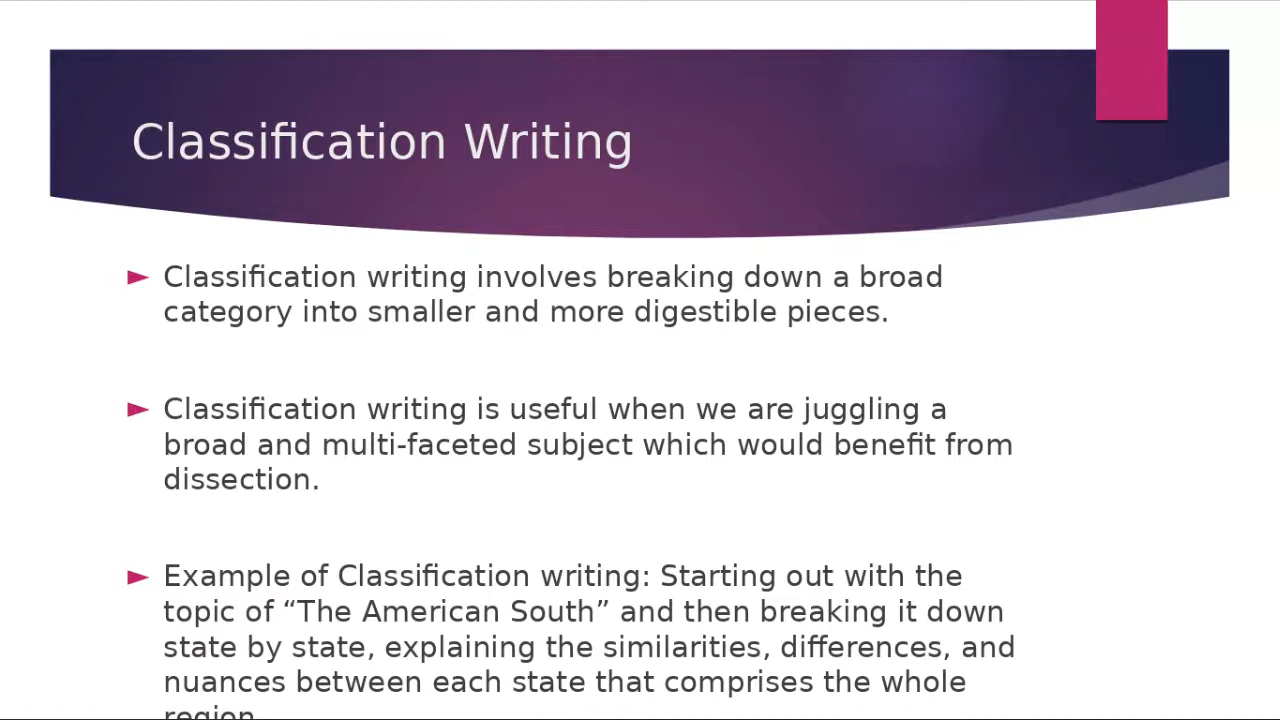 Classification Writing
► Classification writing involves breaking down a broad
category into smaller and more digestible pieces.
► Classification writing is useful when we are juggling a
broad and multi-faceted subject which would benefit from
dissection.
► Example of Classification writing: Starting out with the
topic of “The American South” and then breaking it down
state by state, explaining the similarities, differences, and
nuances between each state that comprises the whole
region.